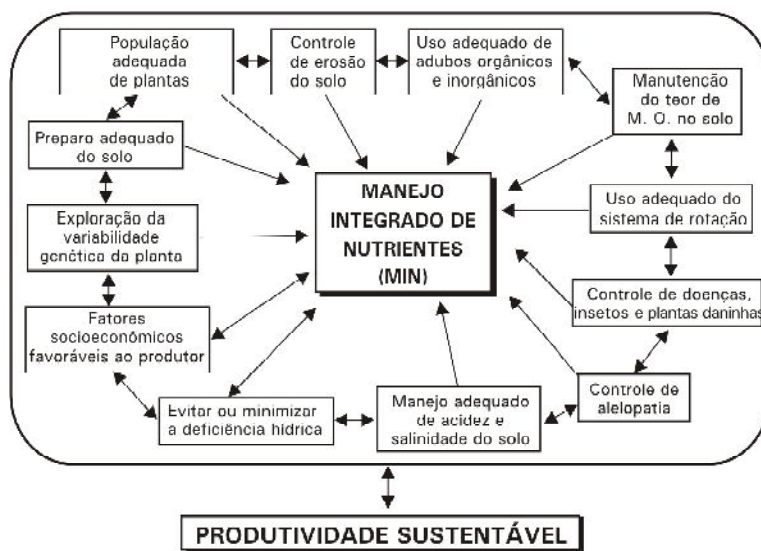 População
adequada
de plantas
Controle
de erosão
do solo
Uso adequado de
adubos orgânicos
e inorgânicos
Manutenção
do teor de
M. O. no solo
Preparo adequado
do solo
MANEJO
INTEGRADO DE
NUTRIENTES
(MIN)
Uso adequado do
sistema de rotação
Exploração da
variabilidade
genética da planta
Controle de doenças,
insetos e plantas daninhas
Fatores
socioeconômicos
favoráveis ao produtor
Evitar ou minimizar
a deficiência hídrica
Manejo adequado
de acidez e
salinidade do solo
Controle de
alelopatia
PRODUTIVIDADE SUSTENTÁVEL